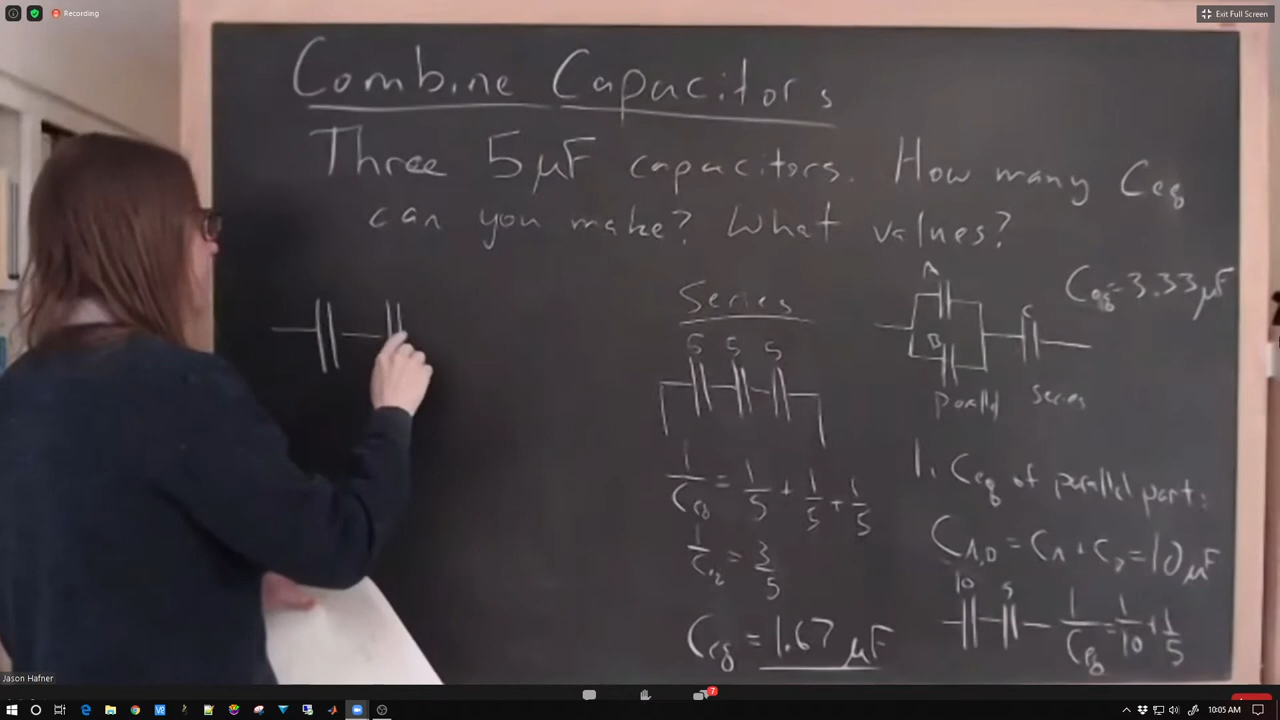 Recording
Exit Full Screen
Combine Capacitors
Three 5μF capacitors. How many Ceq
can you make? What values?
Series
5 5 5
1/Ceq = 1/5 + 1/5 + 1/5
1/Ceq = 3/5
Ceq = 1.67 μF
A
B
C
Ceq = 3.33μF
parallel series
1. Ceq of parallel part:
CA,B = CA + CB = 10 μF
10 5
1/Ceq = 1/10 + 1/5
Jason Hafner
7
10:05 AM